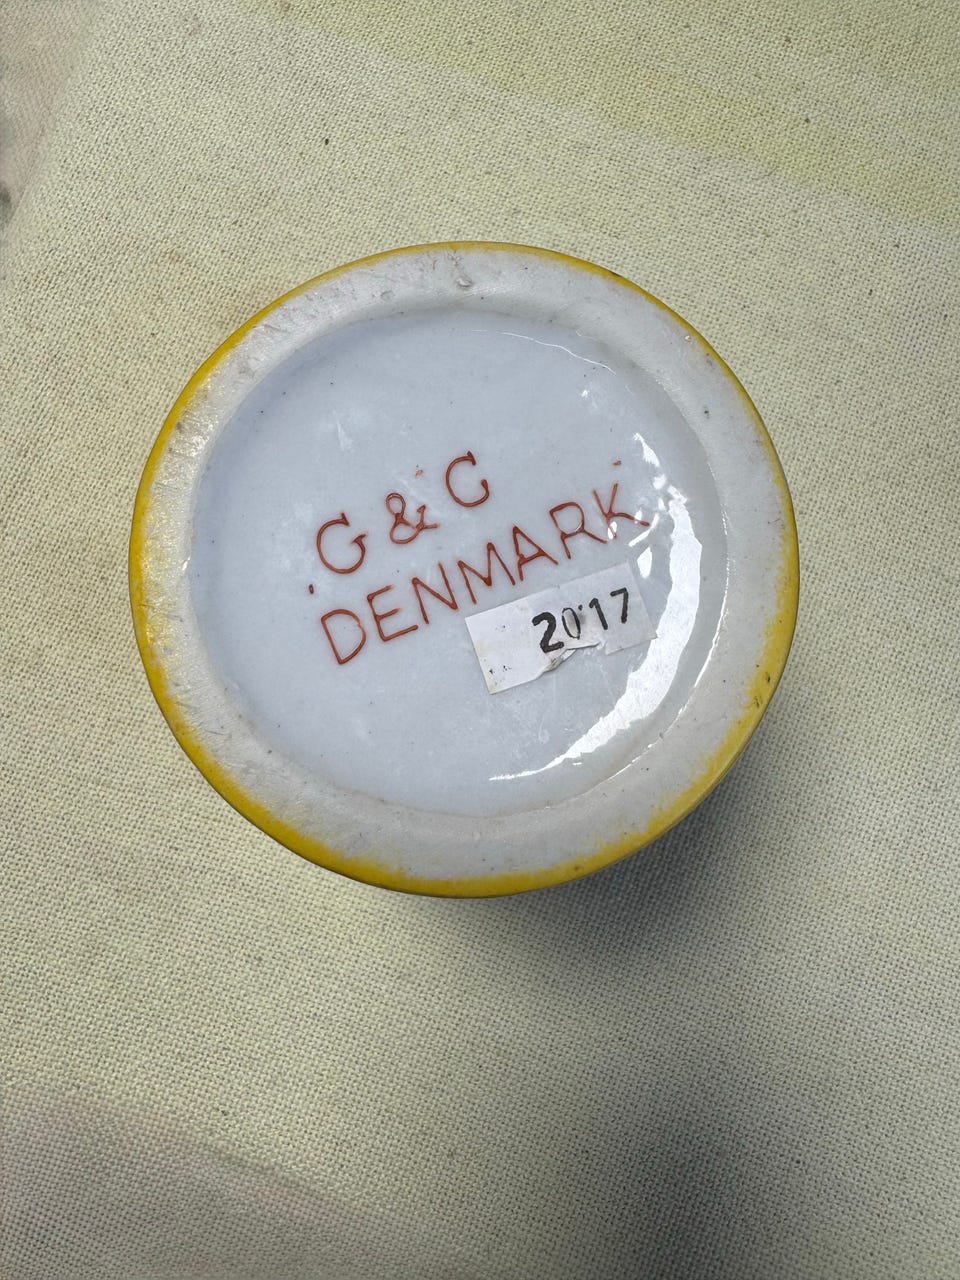 G & C
DENMARK
2017